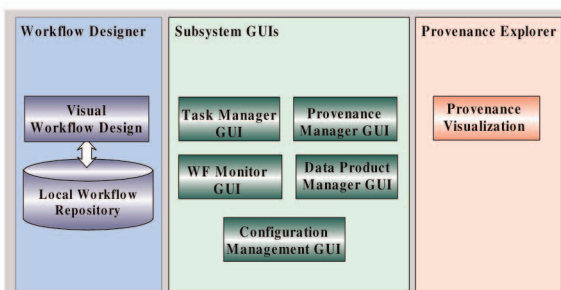 Workflow Designer
Visual
Workflow Design
Local Workflow
Repository
Subsystem GUIs
Task Manager
GUI
Provenance
Manager GUI
WF Monitor
GUI
Data Product
Manager GUI
Configuration
Management GUI
Provenance Explorer
Provenance
Visualization